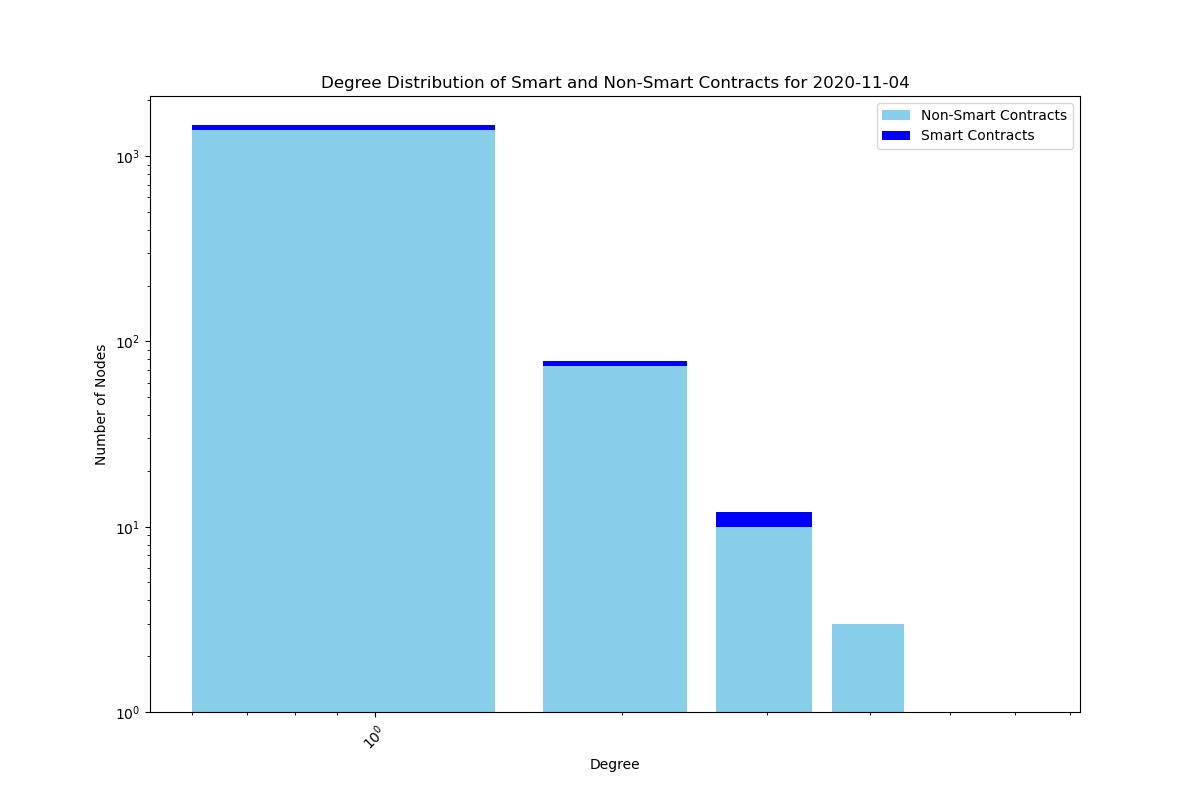 Degree Distribution of Smart and Non-Smart Contracts for 2020-11-04
Non-Smart Contracts
Smart Contracts
Number of Nodes
10³
10²
10¹
10⁰
10⁰
Degree